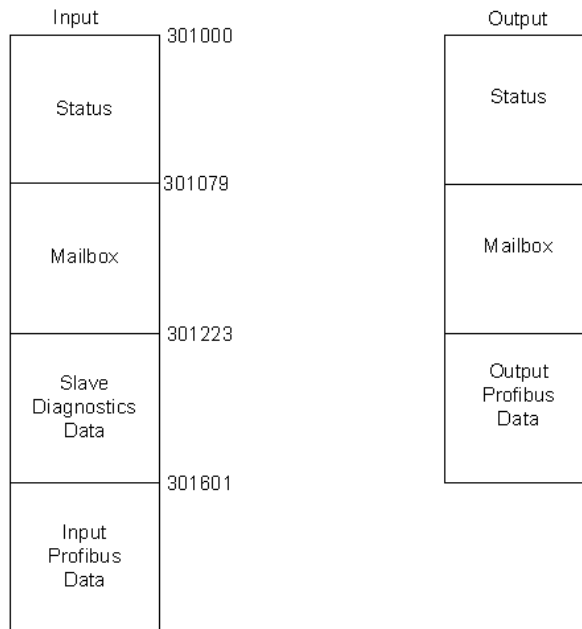 Input
301000
Status
301079
Mailbox
301223
Slave
Diagnostics
Data
301601
Input
Profibus
Data
Output
Status
Mailbox
Output
Profibus
Data